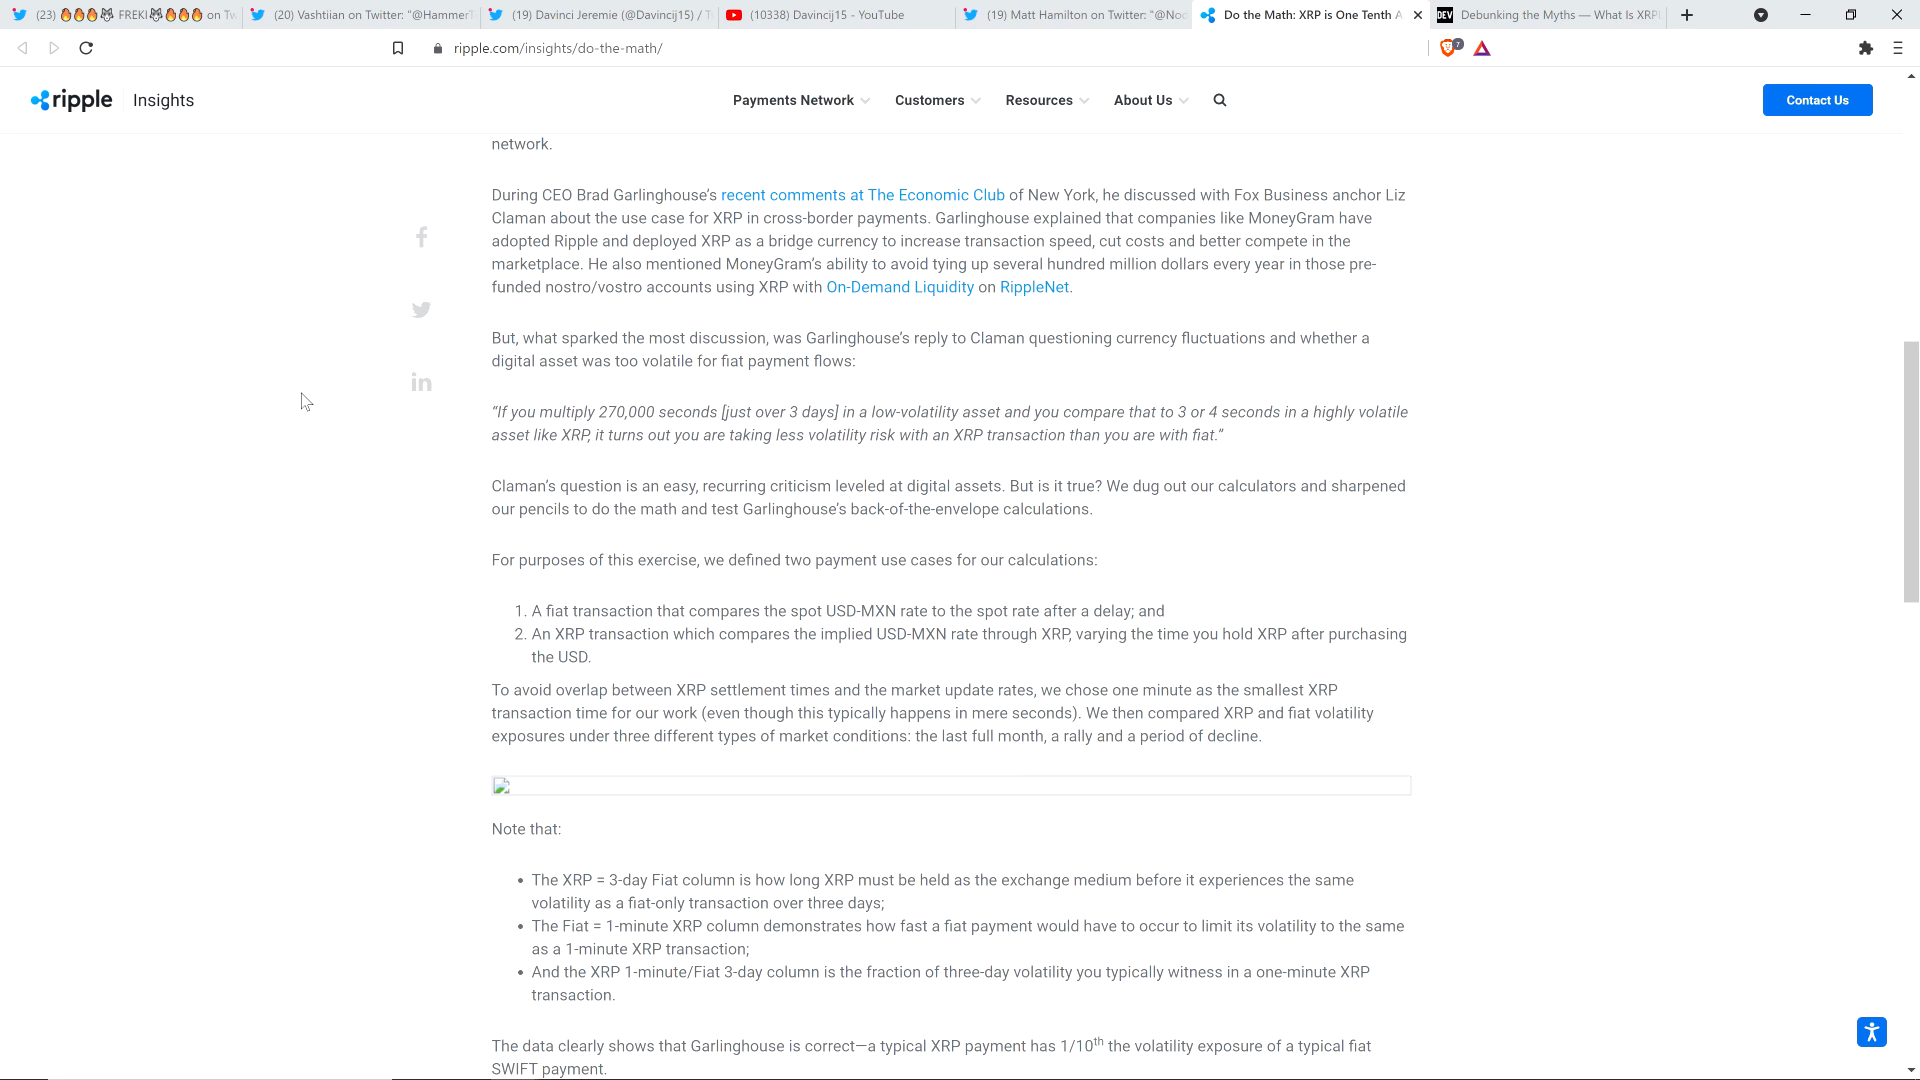 (23) 🔥🔥🔥🐺 FREKI🐺🔥🔥🔥 on Tw
(20) Vashtiian on Twitter: "@HammerT
(19) Davinci Jeremie (@Davincij15) / T
(10338) Davincij15 - YouTube
(19) Matt Hamilton on Twitter: "@Nod
Do the Math: XRP is One Tenth A
DEV Debunking the Myths — What Is XRPL
ripple.com/insights/do-the-math/
7
ripple Insights
Payments Network
Customers
Resources
About Us
Contact Us
network.
During CEO Brad Garlinghouse’s recent comments at The Economic Club of New York, he discussed with Fox Business anchor Liz
Claman about the use case for XRP in cross-border payments. Garlinghouse explained that companies like MoneyGram have
adopted Ripple and deployed XRP as a bridge currency to increase transaction speed, cut costs and better compete in the
marketplace. He also mentioned MoneyGram’s ability to avoid tying up several hundred million dollars every year in those pre-
funded nostro/vostro accounts using XRP with On-Demand Liquidity on RippleNet.
But, what sparked the most discussion, was Garlinghouse’s reply to Claman questioning currency fluctuations and whether a
digital asset was too volatile for fiat payment flows:
“If you multiply 270,000 seconds [just over 3 days] in a low-volatility asset and you compare that to 3 or 4 seconds in a highly volatile
asset like XRP, it turns out you are taking less volatility risk with an XRP transaction than you are with fiat.”
Claman’s question is an easy, recurring criticism leveled at digital assets. But is it true? We dug out our calculators and sharpened
our pencils to do the math and test Garlinghouse’s back-of-the-envelope calculations.
For purposes of this exercise, we defined two payment use cases for our calculations:
1. A fiat transaction that compares the spot USD-MXN rate to the spot rate after a delay; and
2. An XRP transaction which compares the implied USD-MXN rate through XRP, varying the time you hold XRP after purchasing
the USD.
To avoid overlap between XRP settlement times and the market update rates, we chose one minute as the smallest XRP
transaction time for our work (even though this typically happens in mere seconds). We then compared XRP and fiat volatility
exposures under three different types of market conditions: the last full month, a rally and a period of decline.
Note that:
• The XRP = 3-day Fiat column is how long XRP must be held as the exchange medium before it experiences the same
volatility as a fiat-only transaction over three days;
• The Fiat = 1-minute XRP column demonstrates how fast a fiat payment would have to occur to limit its volatility to the same
as a 1-minute XRP transaction;
• And the XRP 1-minute/Fiat 3-day column is the fraction of three-day volatility you typically witness in a one-minute XRP
transaction.
The data clearly shows that Garlinghouse is correct—a typical XRP payment has 1/10th the volatility exposure of a typical fiat
SWIFT payment.